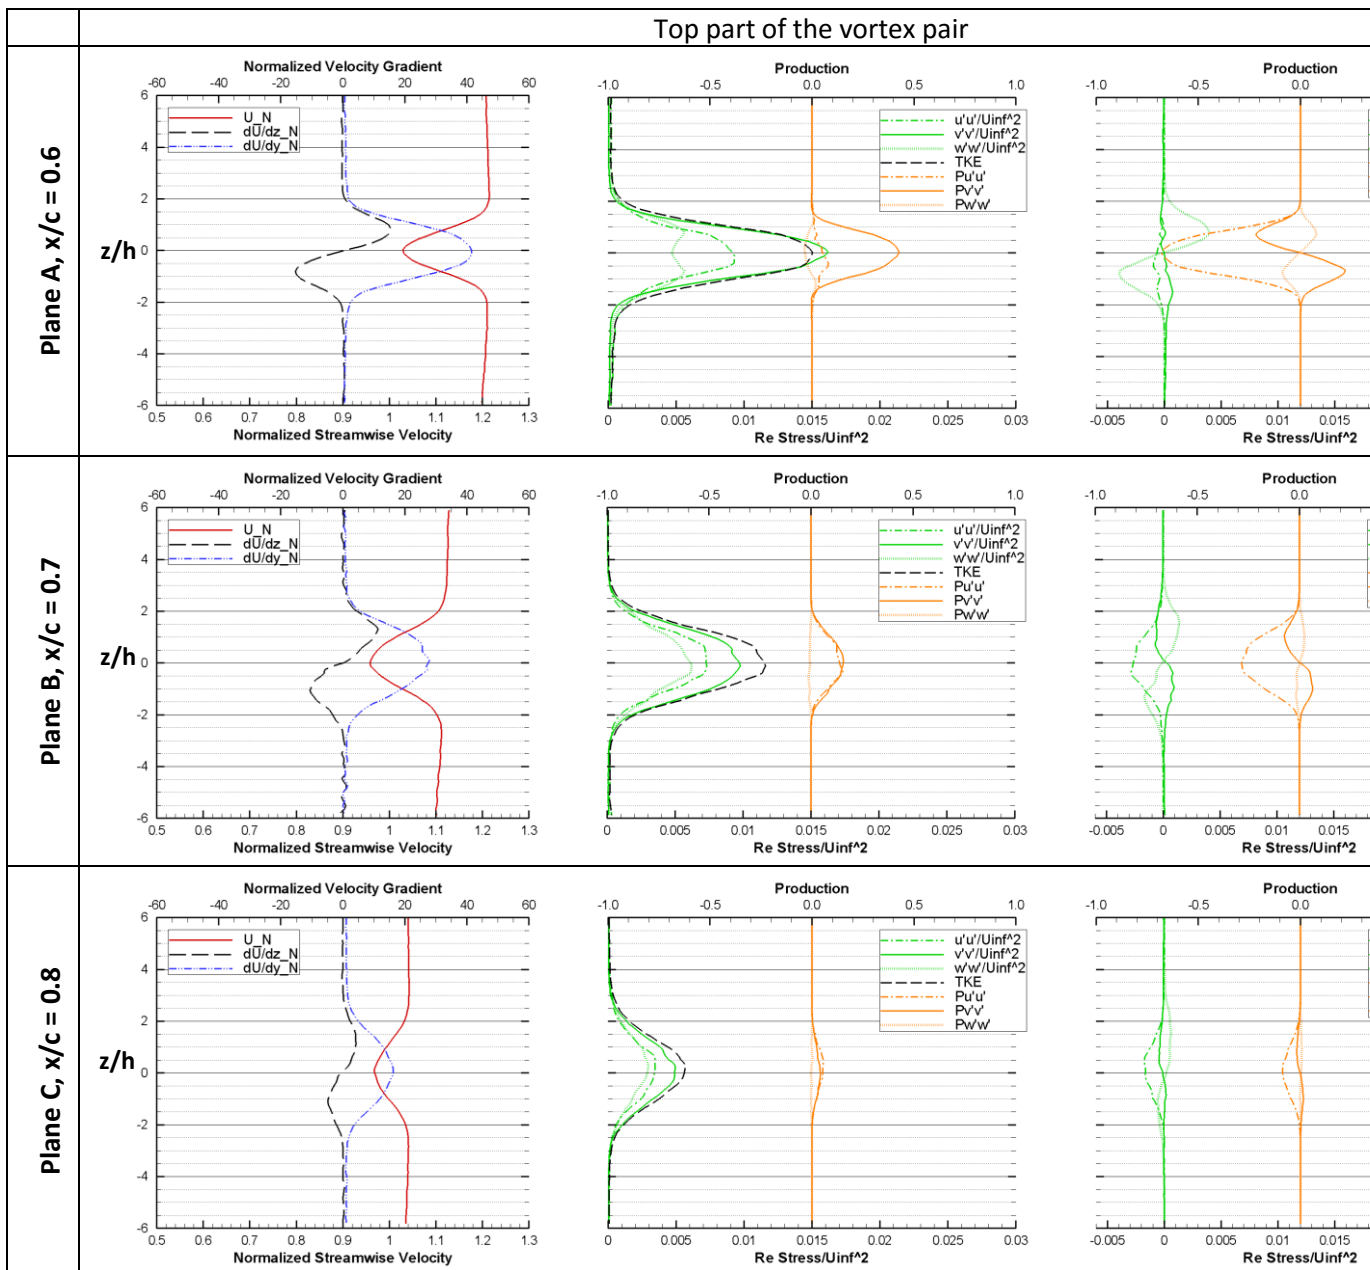 Top part of the vortex pair
Plane A, x/c = 0.6
z/h
Normalized Velocity Gradient
-60 -40 -20 0 20 40 60
6
4
2
0
-2
-4
-6
U_N
dU/dz_N
dU/dy_N
0.5 0.6 0.7 0.8 0.9 1 1.1 1.2 1.3
Normalized Streamwise Velocity
Production
-1.0 -0.5 0.0 0.5 1.0
u'u'/Uinf^2
v'v'/Uinf^2
w'w'/Uinf^2
TKE
Pu'u'
Pv'v'
Pw'w'
0 0.005 0.01 0.015 0.02 0.025 0.03
Re Stress/Uinf^2
Production
-1.0 -0.5 0.0
-0.005 0 0.005 0.01 0.015
Re Stress/Uinf^2
Plane B, x/c = 0.7
z/h
Normalized Velocity Gradient
-60 -40 -20 0 20 40 60
6
4
2
0
-2
-4
-6
U_N
dU/dz_N
dU/dy_N
0.5 0.6 0.7 0.8 0.9 1 1.1 1.2 1.3
Normalized Streamwise Velocity
Production
-1.0 -0.5 0.0 0.5 1.0
u'u'/Uinf^2
v'v'/Uinf^2
w'w'/Uinf^2
TKE
Pu'u'
Pv'v'
Pw'w'
0 0.005 0.01 0.015 0.02 0.025 0.03
Re Stress/Uinf^2
Production
-1.0 -0.5 0.0
-0.005 0 0.005 0.01 0.015
Re Stress/Uinf^2
Plane C, x/c = 0.8
z/h
Normalized Velocity Gradient
-60 -40 -20 0 20 40 60
6
4
2
0
-2
-4
-6
U_N
dU/dz_N
dU/dy_N
0.5 0.6 0.7 0.8 0.9 1 1.1 1.2 1.3
Normalized Streamwise Velocity
Production
-1.0 -0.5 0.0 0.5 1.0
u'u'/Uinf^2
v'v'/Uinf^2
w'w'/Uinf^2
TKE
Pu'u'
Pv'v'
Pw'w'
0 0.005 0.01 0.015 0.02 0.025 0.03
Re Stress/Uinf^2
Production
-1.0 -0.5 0.0
-0.005 0 0.005 0.01 0.015
Re Stress/Uinf^2